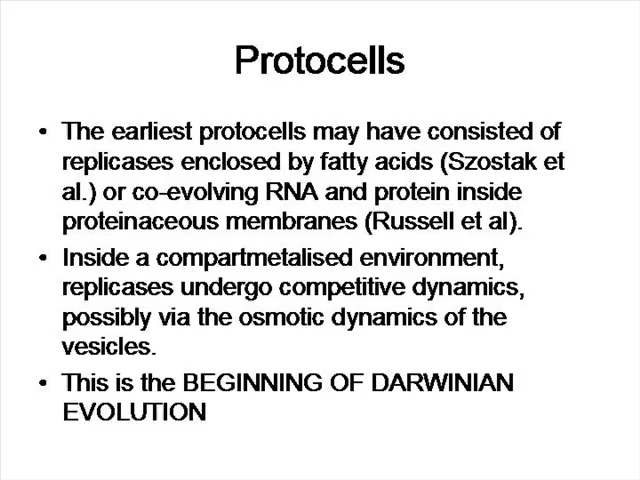 Protocells
• The earliest protocells may have consisted of
replicases enclosed by fatty acids (Szostak et
al.) or co-evolving RNA and protein inside
proteinaceous membranes (Russell et al).
• Inside a compartmetalised environment,
replicases undergo competitive dynamics,
possibly via the osmotic dynamics of the
vesicles.
• This is the BEGINNING OF DARWINIAN
EVOLUTION